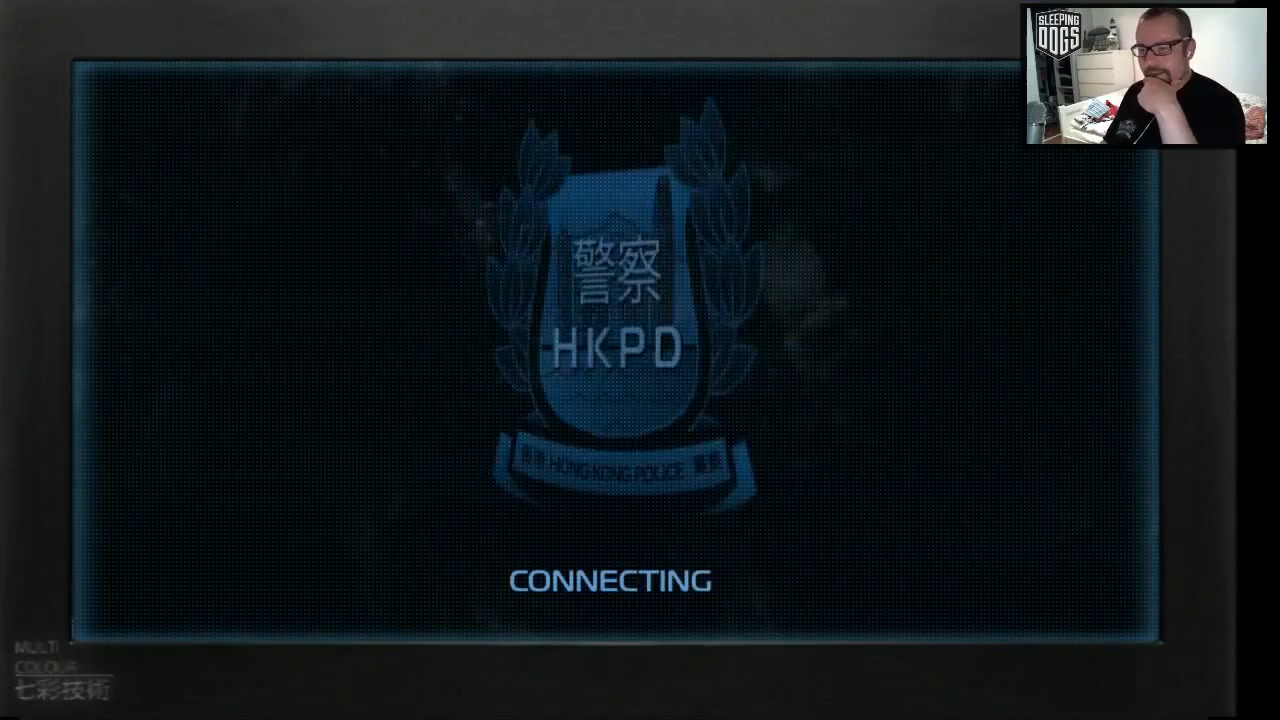 SLEEPING
DOGS
警察
HKPD
HONG KONG POLICE
CONNECTING
MULTI
COLOUR
七彩技術